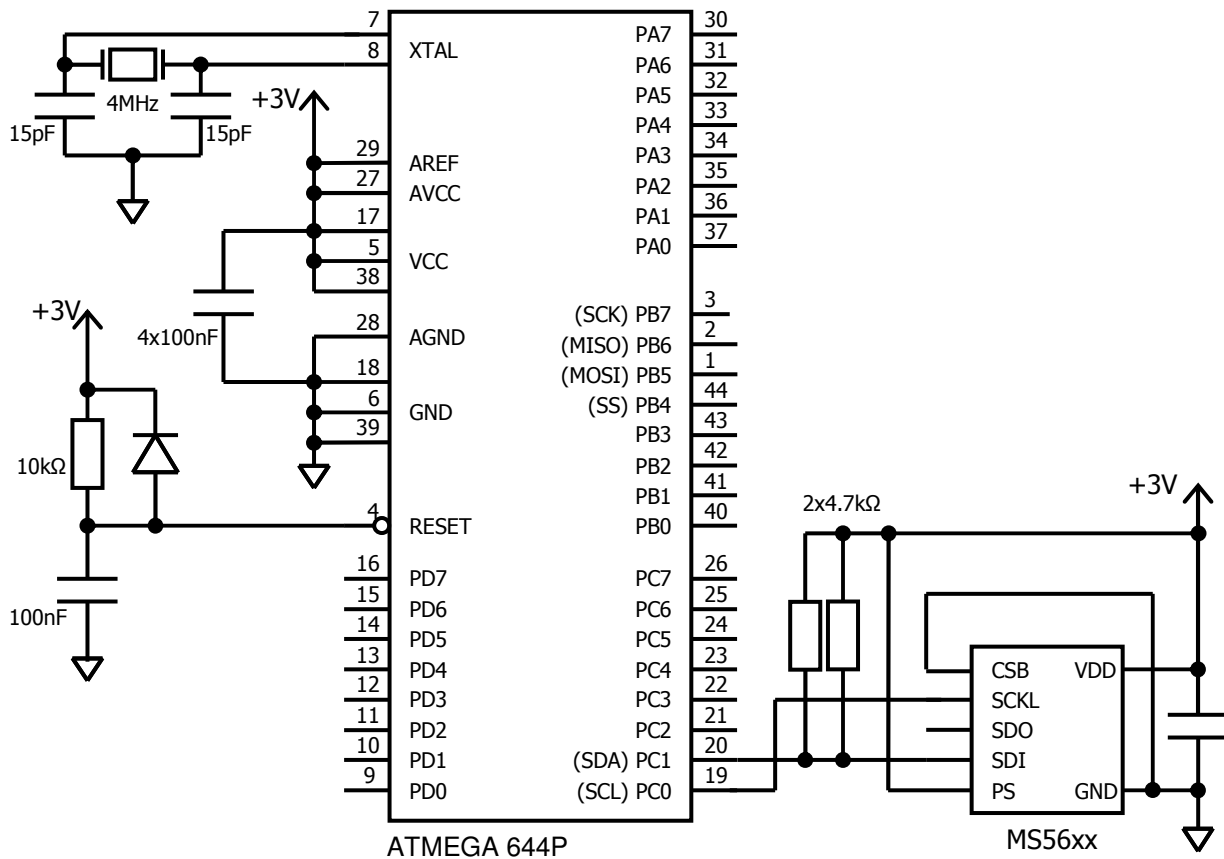 7
8
XTAL
4MHz
15pF
15pF
+3V
29
AREF
27
AVCC
17
5
VCC
38
4x100nF
28
AGND
18
6
GND
39
+3V
10kΩ
4
RESET
100nF
16
PD7
15
PD6
14
PD5
13
PD4
12
PD3
11
PD2
10
PD1
9
PD0
PA7
30
PA6
31
PA5
32
PA4
33
PA3
34
PA2
35
PA1
36
PA0
37
(SCK) PB7
3
(MISO) PB6
2
(MOSI) PB5
1
(SS) PB4
44
PB3
43
PB2
42
PB1
41
PB0
40
PC7
26
PC6
25
PC5
24
PC4
23
PC3
22
PC2
21
(SDA) PC1
20
(SCL) PC0
19
ATMEGA 644P
2x4.7kΩ
+3V
CSB
VDD
SCKL
SDO
SDI
PS
GND
MS56xx